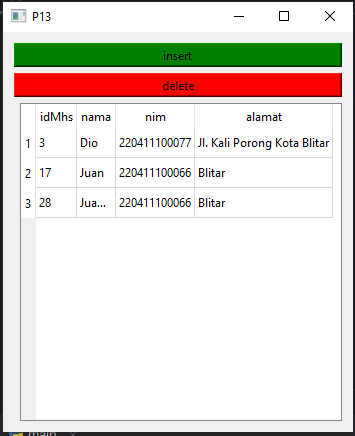 P13
insert
delete
idMhs nama nim alamat
1 3 Dio 220411100077 Jl. Kali Porong Kota Blitar
2 17 Juan 220411100066 Blitar
3 28 Jua... 220411100066 Blitar
main